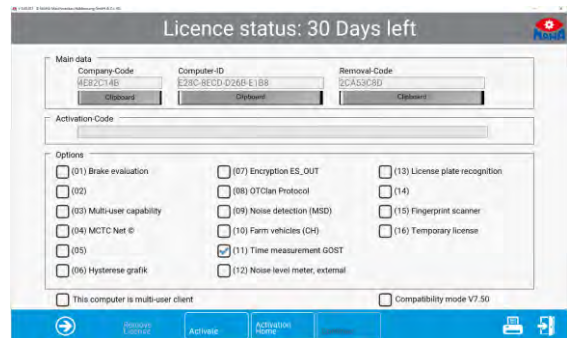 Licence status: 30 Days left
Main data
Company-Code
Computer-ID
Removal-Code
4E82C14B
E28C-8ECD-D26B-E1B8
2CA53C8D
Clipboard
Clipboard
Clipboard
Activation-Code
Options
(01) Brake evaluation
(07) Encryption ES_OUT
(13) License plate recognition
(02)
(08) OTClan Protocol
(14)
(03) Multi-user capability
(09) Noise detection (MSD)
(15) Fingerprint scanner
(04) MCTC Net ©
(10) Farm vehicles (CH)
(16) Temporary license
(05)
(11) Time measurement GOST
(06) Hysterese grafik
(12) Noise level meter, external
This computer is multi-user client
Compatibility mode V7.50
Remove
Licence
Activate
Activation
Home